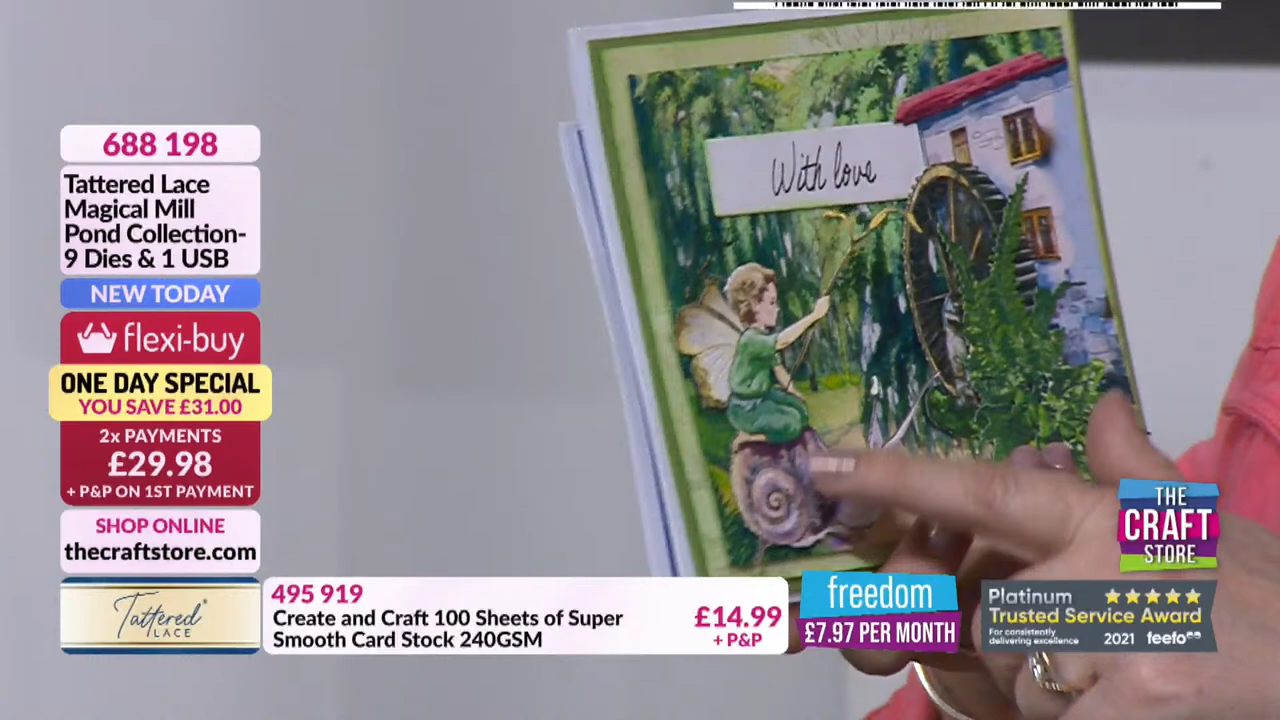 With love
688 198
Tattered Lace
Magical Mill
Pond Collection-
9 Dies & 1 USB
NEW TODAY
flexi-buy
ONE DAY SPECIAL
YOU SAVE £31.00
2x PAYMENTS
£29.98
+ P&P ON 1ST PAYMENT
SHOP ONLINE
thecraftstore.com
Tattered
LACE
495 919
Create and Craft 100 Sheets of Super
Smooth Card Stock 240GSM
£14.99
+ P&P
freedom
£7.97 PER MONTH
THE
CRAFT
STORE
Platinum
Trusted Service Award
For consistently
delivering excellence
2021 feefo